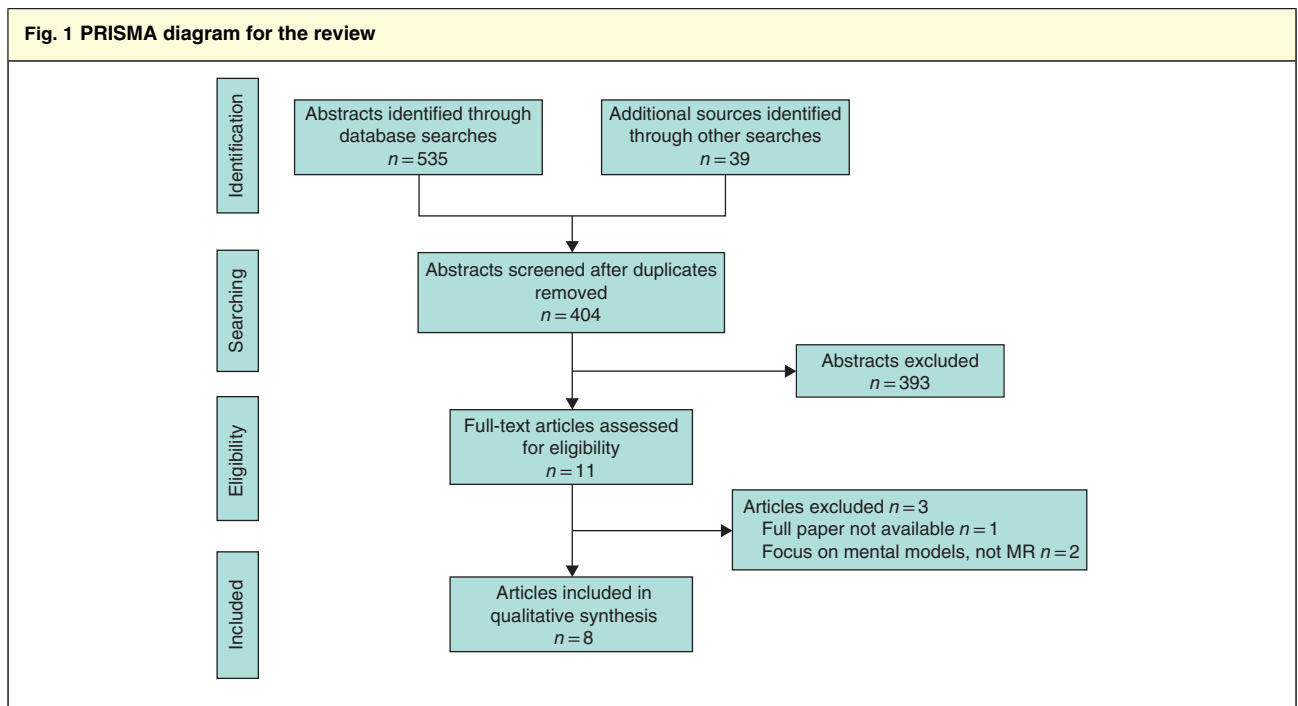 Fig. 1 PRISMA diagram for the review
Identification
Abstracts identified through
database searches
n = 535
Additional sources identified
through other searches
n = 39
Searching
Abstracts screened after duplicates
removed
n = 404
Abstracts excluded
n = 393
Eligibility
Full-text articles assessed
for eligibility
n = 11
Articles excluded n = 3
Full paper not available n = 1
Focus on mental models, not MR n = 2
Included
Articles included in
qualitative synthesis
n = 8